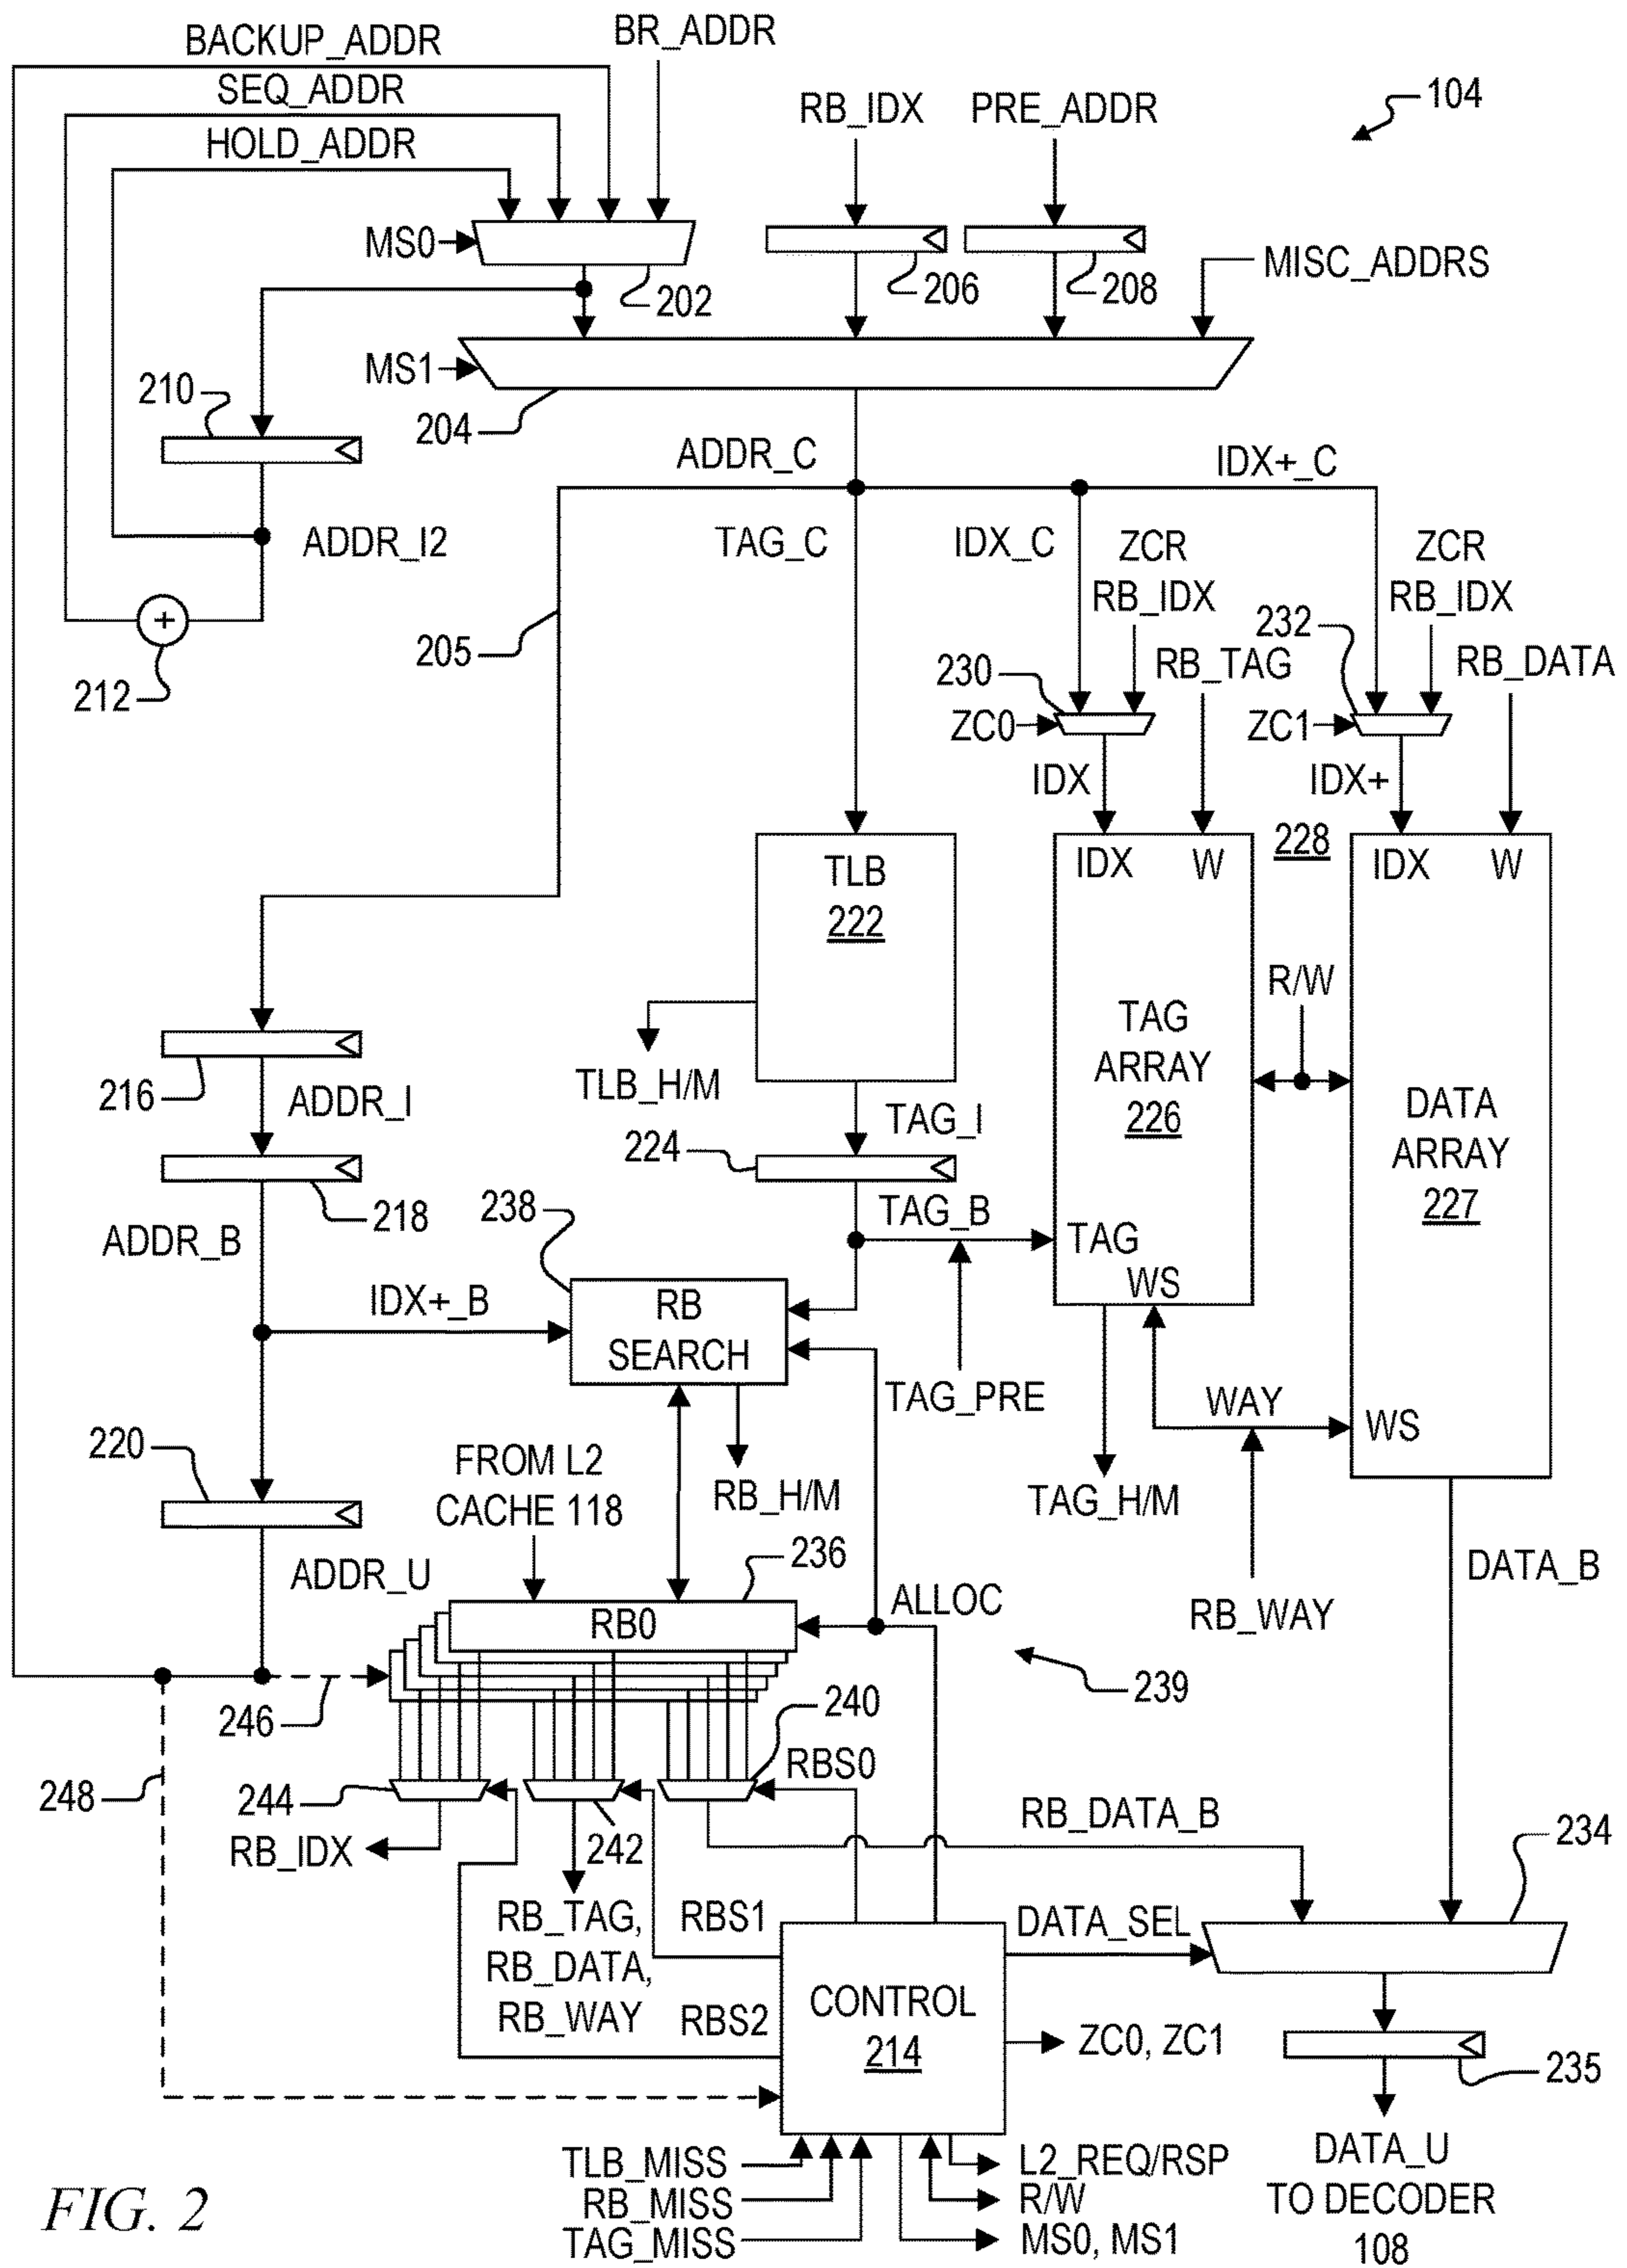 BACKUP_ADDR
BR_ADDR
SEQ_ADDR
HOLD_ADDR
RB_IDX
PRE_ADDR
104
MS0
202
206
208
MISC_ADDRS
MS1
204
210
ADDR_C
IDX+_C
ADDR_I2
TAG_C
IDX_C
ZCR
RB_IDX
ZCR
RB_IDX
+
212
205
230
RB_TAG
232
RB_DATA
ZC0
ZC1
IDX
IDX+
228
TLB
222
IDX
W
IDX
W
R/W
TAG
ARRAY
226
DATA
ARRAY
227
TLB_H/M
216
ADDR_I
TAG_I
224
218
ADDR_B
238
TAG_B
TAG
WS
IDX+_B
RB
SEARCH
TAG_PRE
WAY
WS
220
FROM L2
CACHE 118
RB_H/M
TAG_H/M
236
ADDR_U
RB0
ALLOC
RB_WAY
DATA_B
239
246
240
248
244
RBS0
242
RB_IDX
RB_DATA_B
234
RB_TAG,
RB_DATA,
RB_WAY
RBS1
RBS2
DATA_SEL
CONTROL
214
ZC0, ZC1
235
TLB_MISS
RB_MISS
TAG_MISS
L2_REQ/RSP
R/W
MS0, MS1
DATA_U
TO DECODER
108
FIG. 2